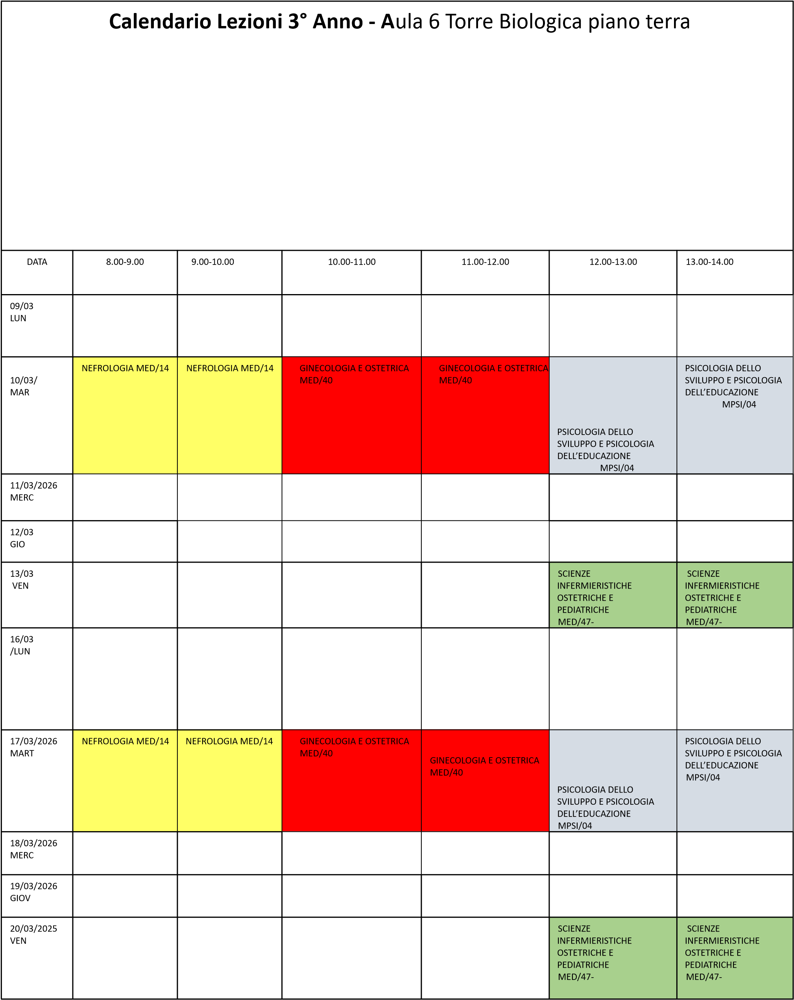 Calendario Lezioni 3° Anno - Aula 6 Torre Biologica piano terra
DATA
8.00-9.00
9.00-10.00
10.00-11.00
11.00-12.00
12.00-13.00
13.00-14.00
09/03
LUN
10/03/
MAR
NEFROLOGIA MED/14
NEFROLOGIA MED/14
GINECOLOGIA E OSTETRICA
MED/40
GINECOLOGIA E OSTETRICA
MED/40
PSICOLOGIA DELLO
SVILUPPO E PSICOLOGIA
DELL’EDUCAZIONE
MPSI/04
PSICOLOGIA DELLO
SVILUPPO E PSICOLOGIA
DELL’EDUCAZIONE
MPSI/04
11/03/2026
MERC
12/03
GIO
13/03
VEN
SCIENZE
INFERMIERISTICHE
OSTETRICHE E
PEDIATRICHE
MED/47-
SCIENZE
INFERMIERISTICHE
OSTETRICHE E
PEDIATRICHE
MED/47-
16/03
/LUN
17/03/2026
MART
NEFROLOGIA MED/14
NEFROLOGIA MED/14
GINECOLOGIA E OSTETRICA
MED/40
GINECOLOGIA E OSTETRICA
MED/40
PSICOLOGIA DELLO
SVILUPPO E PSICOLOGIA
DELL’EDUCAZIONE
MPSI/04
PSICOLOGIA DELLO
SVILUPPO E PSICOLOGIA
DELL’EDUCAZIONE
MPSI/04
18/03/2026
MERC
19/03/2026
GIOV
20/03/2025
VEN
SCIENZE
INFERMIERISTICHE
OSTETRICHE E
PEDIATRICHE
MED/47-
SCIENZE
INFERMIERISTICHE
OSTETRICHE E
PEDIATRICHE
MED/47-